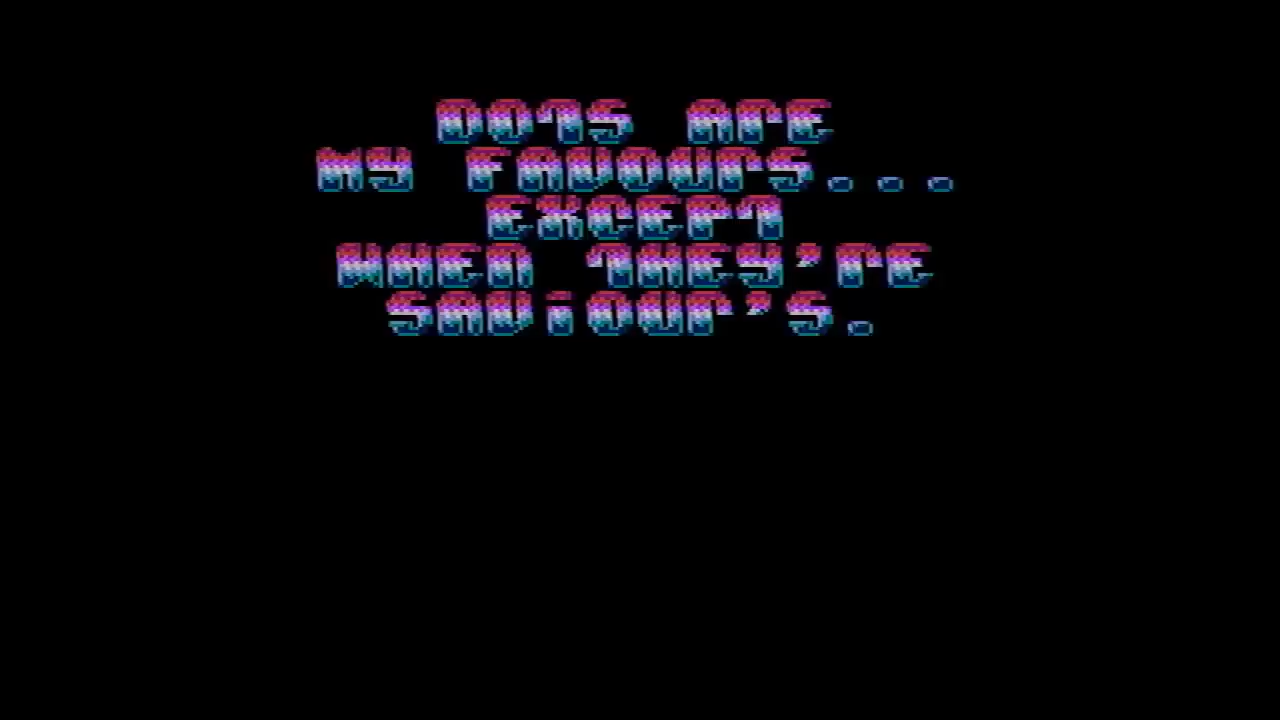 DOTS ARE
MY FAVOURS...
EXCEPT
WHEN THEY'RE
SAViOUR'S.